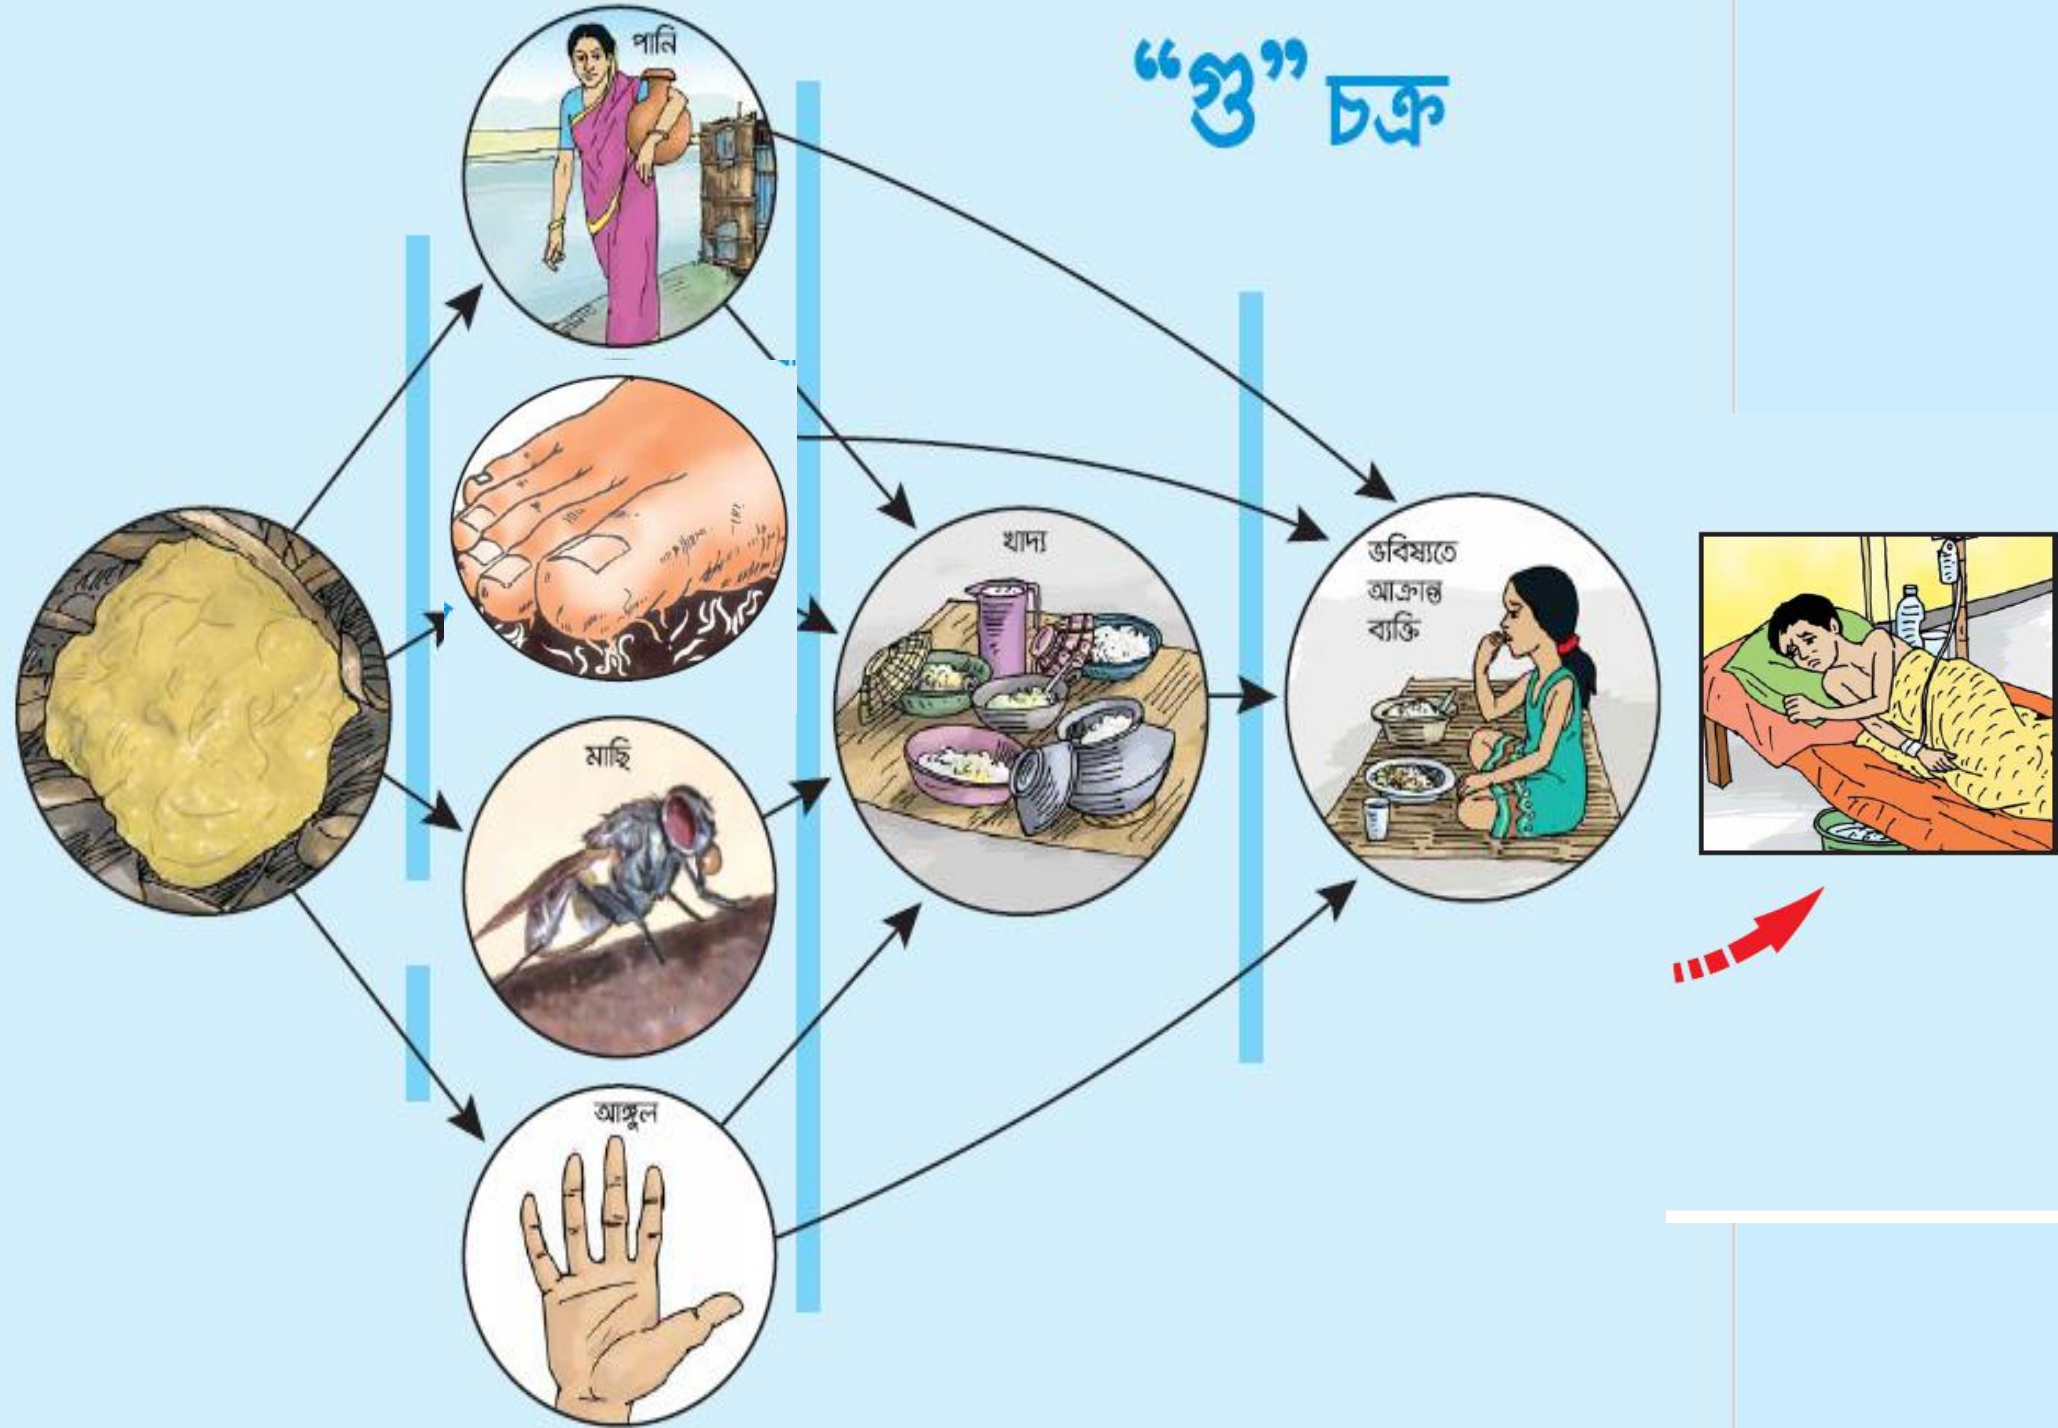 “গু” চক্র
পানি
মাছি
আঙ্গুল
খাদ্য
ভবিষ্যতে
আক্রান্ত
ব্যক্তি